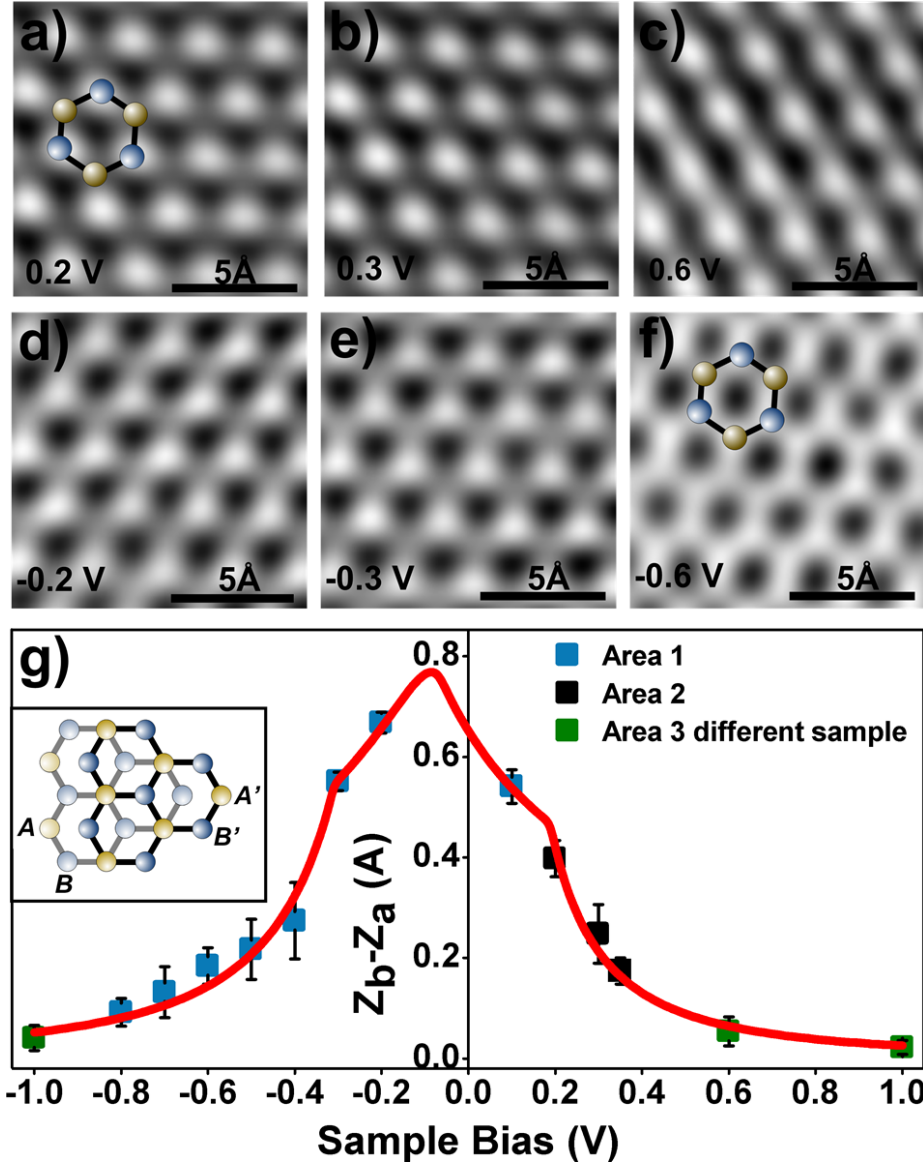 a)
b)
c)
0.2 V
5Å
0.3 V
5Å
0.6 V
5Å
d)
e)
f)
-0.2 V
5Å
-0.3 V
5Å
-0.6 V
5Å
g)
0.8
0.6
0.4
0.2
0.0
Zb-Za (A)
Area 1
Area 2
Area 3 different sample
A
B
A'
B'
-1.0 -0.8 -0.6 -0.4 -0.2 0.0 0.2 0.4 0.6 0.8 1.0
Sample Bias (V)